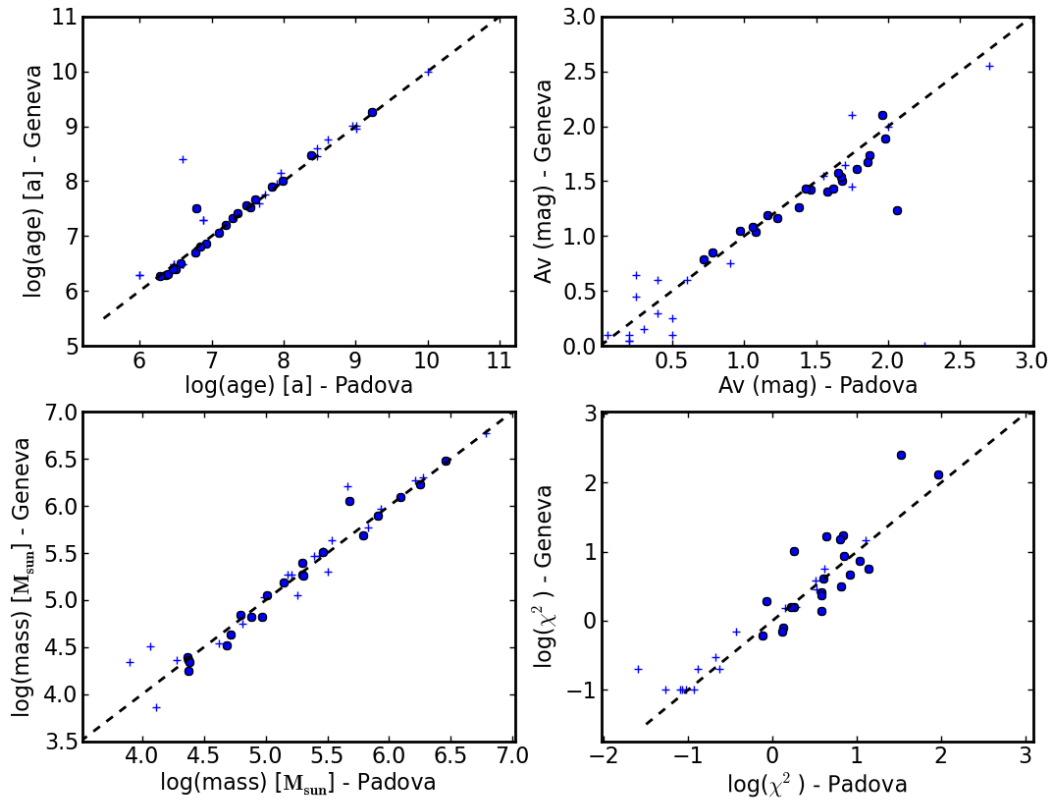 11
10
9
8
7
6
5
log(age) [a] - Geneva
6 7 8 9 10 11
log(age) [a] - Padova
3.0
2.5
2.0
1.5
1.0
0.5
0.0
Av (mag) - Geneva
0.5 1.0 1.5 2.0 2.5 3.0
Av (mag) - Padova
7.0
6.5
6.0
5.5
5.0
4.5
4.0
3.5
log(mass) [M_sun] - Geneva
4.0 4.5 5.0 5.5 6.0 6.5 7.0
log(mass) [M_sun] - Padova
3
2
1
0
−1
log(χ²) - Geneva
−2 −1 0 1 2 3
log(χ²) - Padova